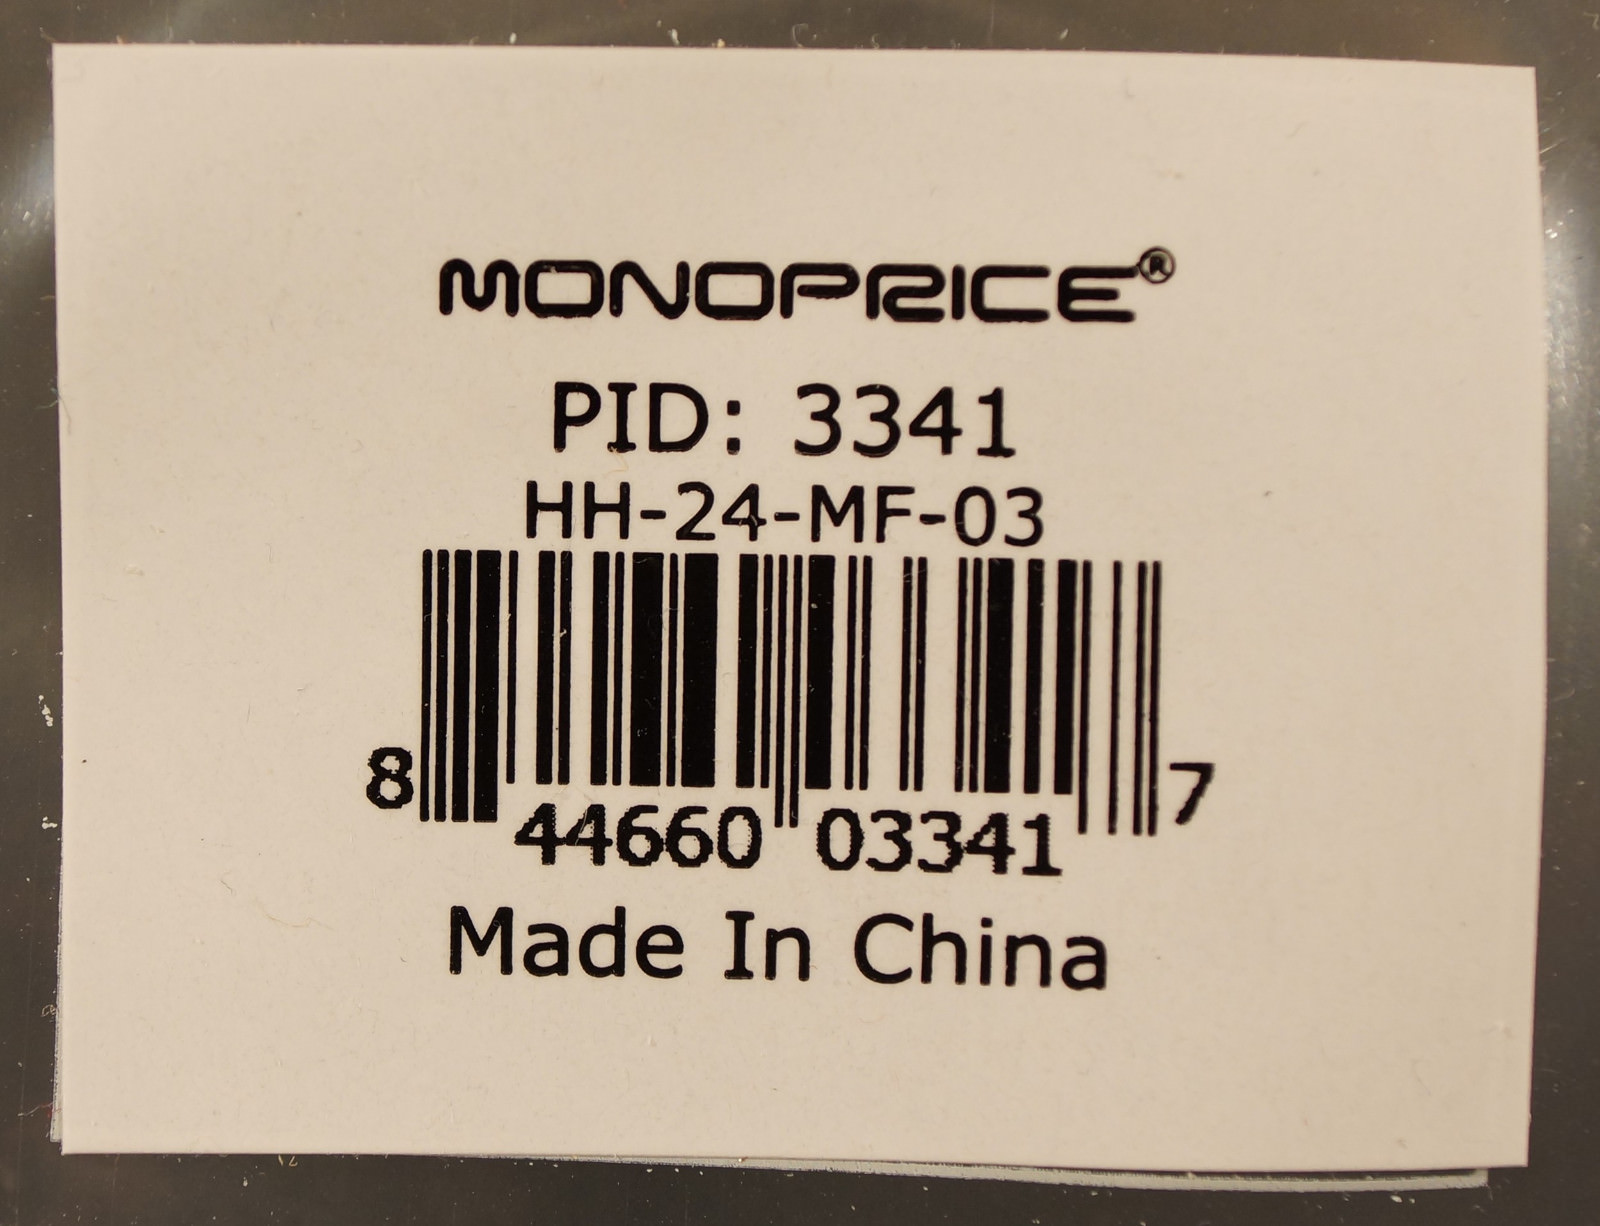 MONOPRICE®
PID: 3341
HH-24-MF-03
8 44660 03341 7
Made In China